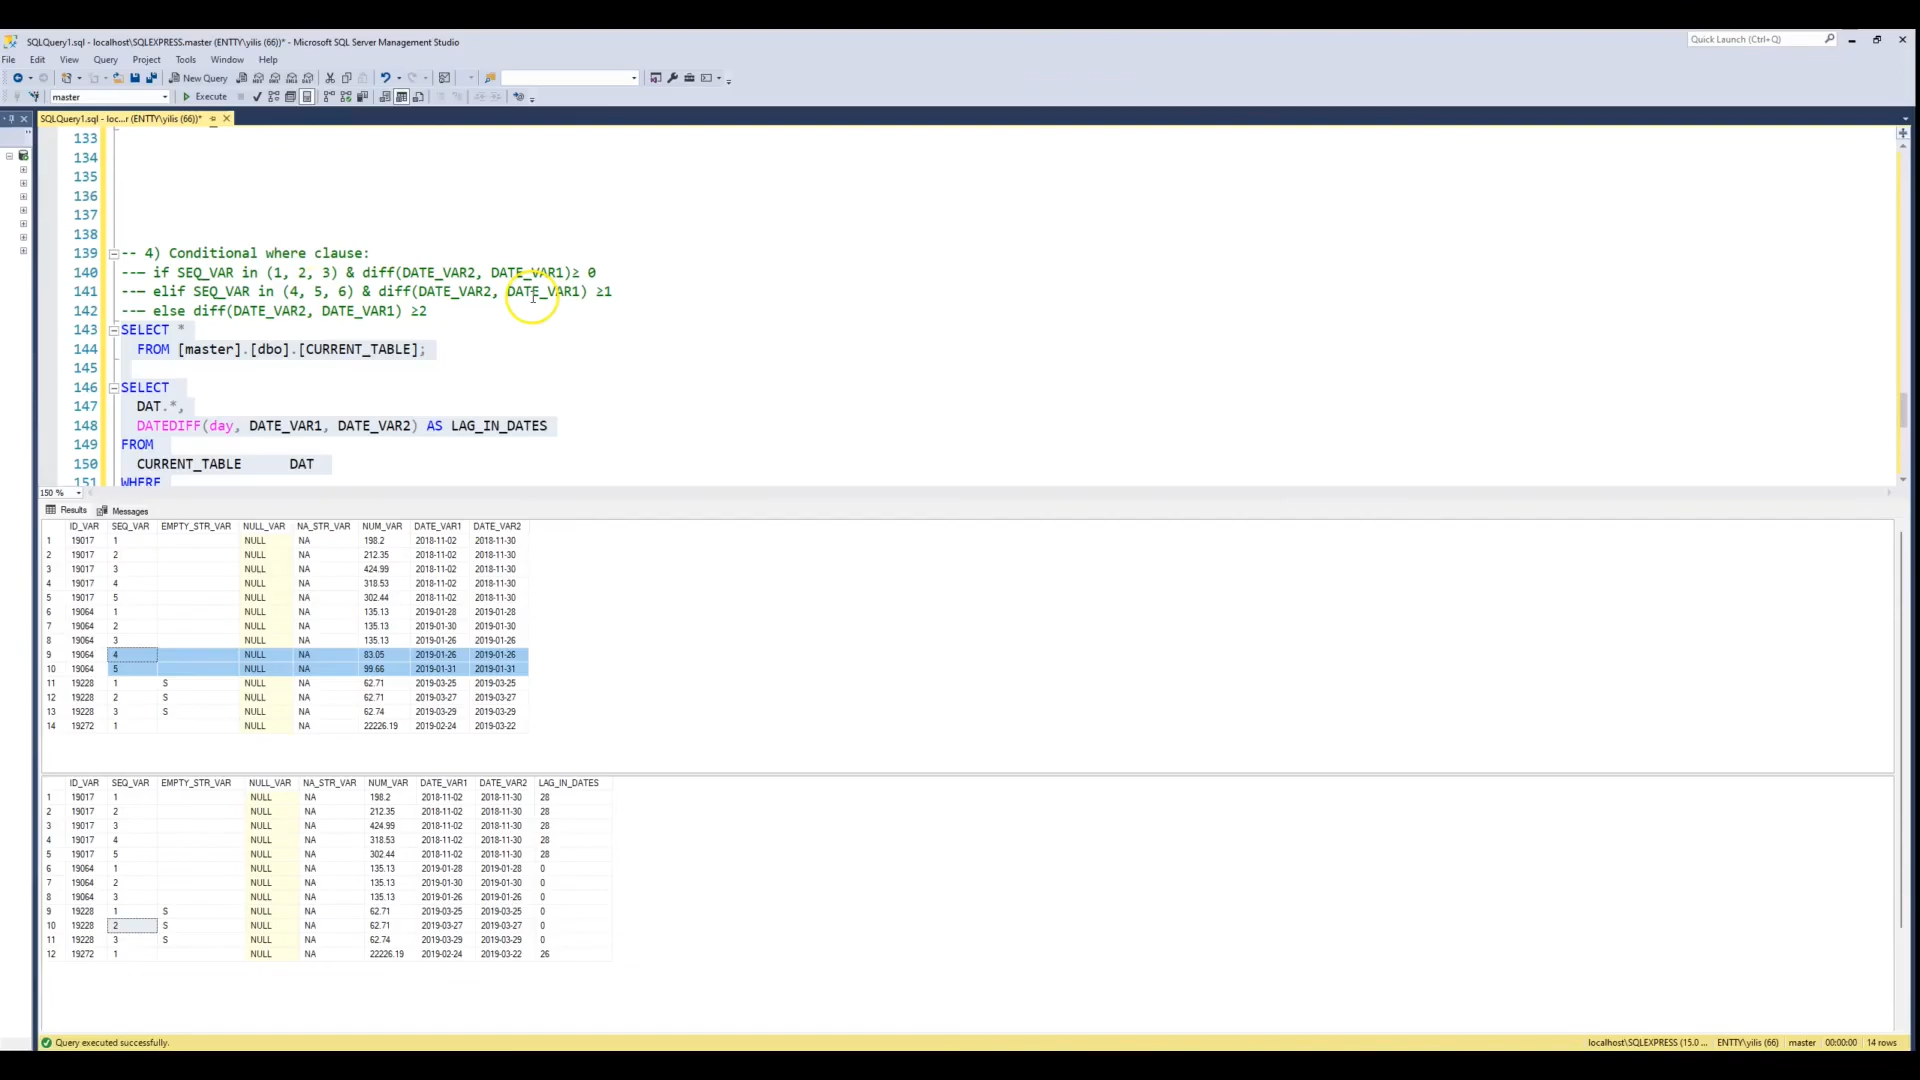 SQLQuery1.sql - localhost\SQLEXPRESS.master (ENTTY\yilis (66))* - Microsoft SQL Server Management Studio
Quick Launch (Ctrl+Q)
File Edit View Query Project Tools Window Help
New Query
master Execute
SQLQuery1.sql - loc...r (ENTTY\yilis (66))*
133
134
135
136
137
138
139 -- 4) Conditional where clause:
140 --— if SEQ_VAR in (1, 2, 3) & diff(DATE_VAR2, DATE_VAR1)≥ 0
141 --— elif SEQ_VAR in (4, 5, 6) & diff(DATE_VAR2, DATE_VAR1) ≥1
142 --— else diff(DATE_VAR2, DATE_VAR1) ≥2
143 SELECT *
144 FROM [master].[dbo].[CURRENT_TABLE];
145
146 SELECT
147 DAT.*,
148 DATEDIFF(day, DATE_VAR1, DATE_VAR2) AS LAG_IN_DATES
149 FROM
150 CURRENT_TABLE DAT
151 WHERE
150 %
Results Messages
ID_VAR SEQ_VAR EMPTY_STR_VAR NULL_VAR NA_STR_VAR NUM_VAR DATE_VAR1 DATE_VAR2
1 19017 1 NULL NA 198.2 2018-11-02 2018-11-30
2 19017 2 NULL NA 212.35 2018-11-02 2018-11-30
3 19017 3 NULL NA 424.99 2018-11-02 2018-11-30
4 19017 4 NULL NA 318.53 2018-11-02 2018-11-30
5 19017 5 NULL NA 302.44 2018-11-02 2018-11-30
6 19064 1 NULL NA 135.13 2019-01-28 2019-01-28
7 19064 2 NULL NA 135.13 2019-01-30 2019-01-30
8 19064 3 NULL NA 135.13 2019-01-26 2019-01-26
9 19064 4 NULL NA 83.05 2019-01-26 2019-01-26
10 19064 5 NULL NA 99.66 2019-01-31 2019-01-31
11 19228 1 S NULL NA 62.71 2019-03-25 2019-03-25
12 19228 2 S NULL NA 62.71 2019-03-27 2019-03-27
13 19228 3 S NULL NA 62.74 2019-03-29 2019-03-29
14 19272 1 NULL NA 22226.19 2019-02-24 2019-03-22
ID_VAR SEQ_VAR EMPTY_STR_VAR NULL_VAR NA_STR_VAR NUM_VAR DATE_VAR1 DATE_VAR2 LAG_IN_DATES
1 19017 1 NULL NA 198.2 2018-11-02 2018-11-30 28
2 19017 2 NULL NA 212.35 2018-11-02 2018-11-30 28
3 19017 3 NULL NA 424.99 2018-11-02 2018-11-30 28
4 19017 4 NULL NA 318.53 2018-11-02 2018-11-30 28
5 19017 5 NULL NA 302.44 2018-11-02 2018-11-30 28
6 19064 1 NULL NA 135.13 2019-01-28 2019-01-28 0
7 19064 2 NULL NA 135.13 2019-01-30 2019-01-30 0
8 19064 3 NULL NA 135.13 2019-01-26 2019-01-26 0
9 19228 1 S NULL NA 62.71 2019-03-25 2019-03-25 0
10 19228 2 S NULL NA 62.71 2019-03-27 2019-03-27 0
11 19228 3 S NULL NA 62.74 2019-03-29 2019-03-29 0
12 19272 1 NULL NA 22226.19 2019-02-24 2019-03-22 26
Query executed successfully. localhost\SQLEXPRESS (15.0 ... ENTTY\yilis (66) master 00:00:00 14 rows